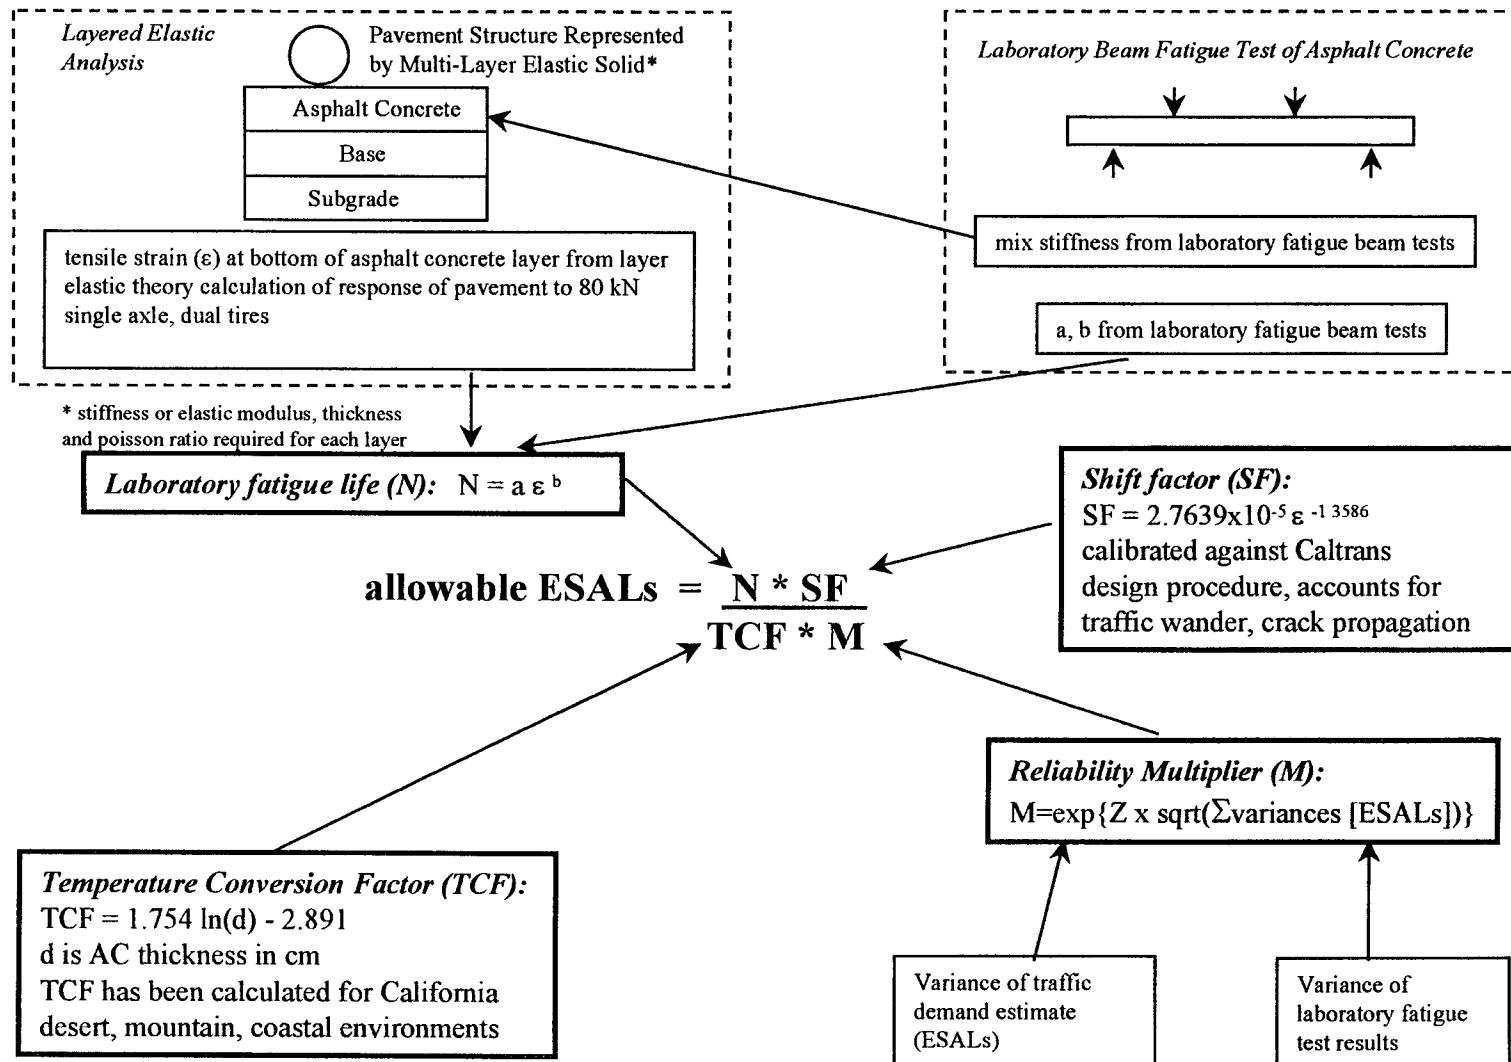 Layered Elastic
Analysis
Pavement Structure Represented
by Multi-Layer Elastic Solid*
Asphalt Concrete
Base
Subgrade
tensile strain (ε) at bottom of asphalt concrete layer from layer
elastic theory calculation of response of pavement to 80 kN
single axle, dual tires
* stiffness or elastic modulus, thickness
and poisson ratio required for each layer
Laboratory Beam Fatigue Test of Asphalt Concrete
mix stiffness from laboratory fatigue beam tests
a, b from laboratory fatigue beam tests
Laboratory fatigue life (N): N = a ε ᵇ
Shift factor (SF):
SF = 2.7639x10⁻⁵ ε ⁻¹ ³⁵⁸⁶
calibrated against Caltrans
design procedure, accounts for
traffic wander, crack propagation
allowable ESALs = N * SF
TCF * M
Reliability Multiplier (M):
M=exp{Z x sqrt(Σvariances [ESALs])}
Temperature Conversion Factor (TCF):
TCF = 1.754 ln(d) - 2.891
d is AC thickness in cm
TCF has been calculated for California
desert, mountain, coastal environments
Variance of traffic
demand estimate
(ESALs)
Variance of
laboratory fatigue
test results